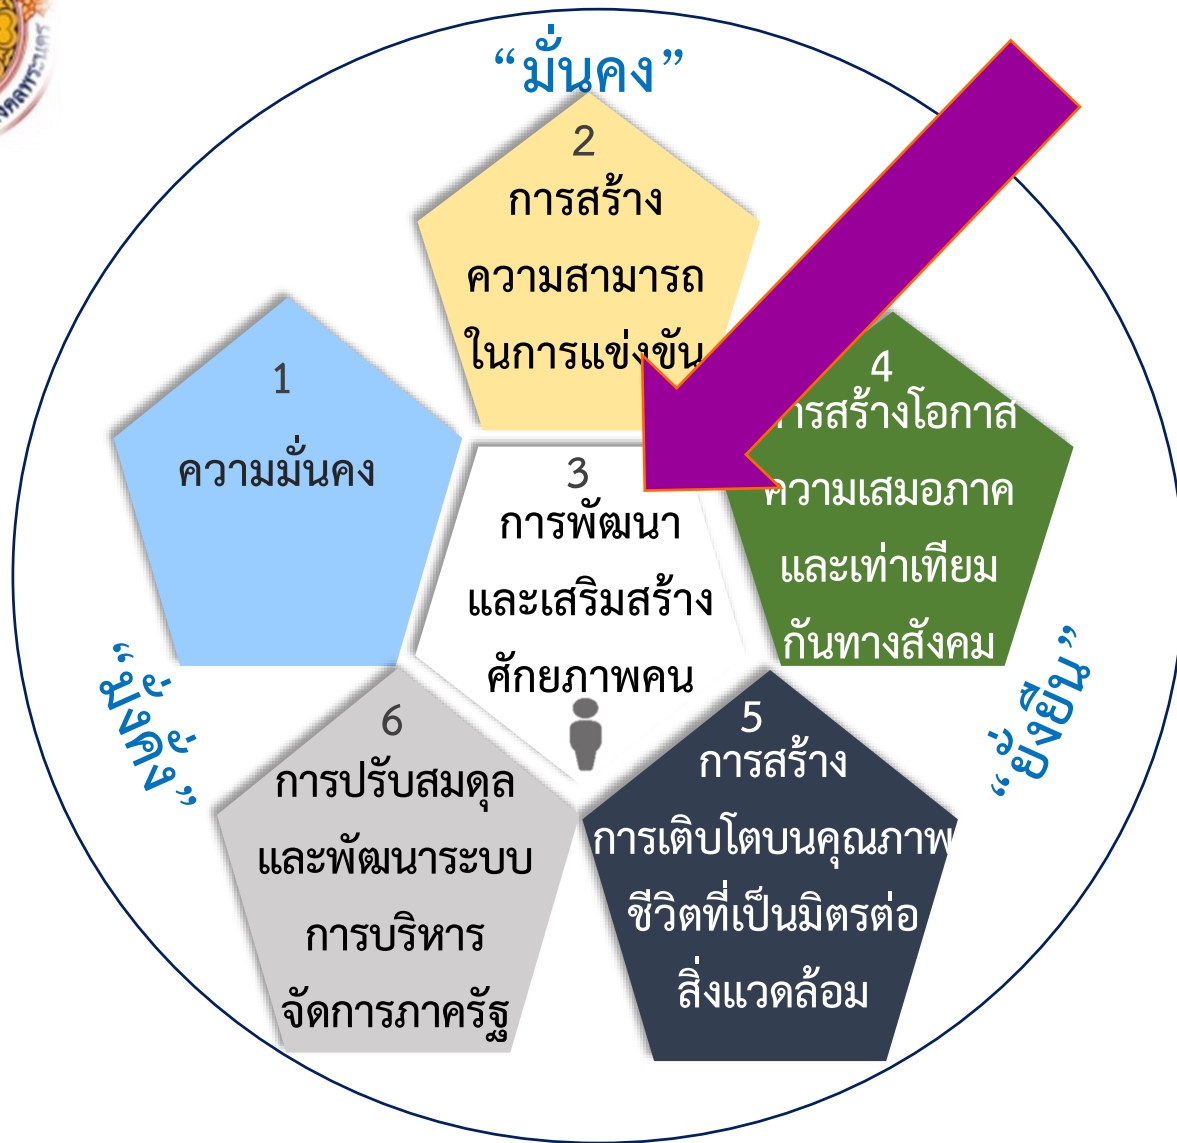 “มั่นคง”
2
การสร้าง
ความสามารถ
ในการแข่งขัน
1
ความมั่นคง
3
การพัฒนา
และเสริมสร้าง
ศักยภาพคน
4
การสร้างโอกาส
ความเสมอภาค
และเท่าเทียม
กันทางสังคม
“มั่งคั่ง”
“ยั่งยืน”
6
การปรับสมดุล
และพัฒนาระบบ
การบริหาร
จัดการภาครัฐ
5
การสร้าง
การเติบโตบนคุณภาพ
ชีวิตที่เป็นมิตรต่อ
สิ่งแวดล้อม